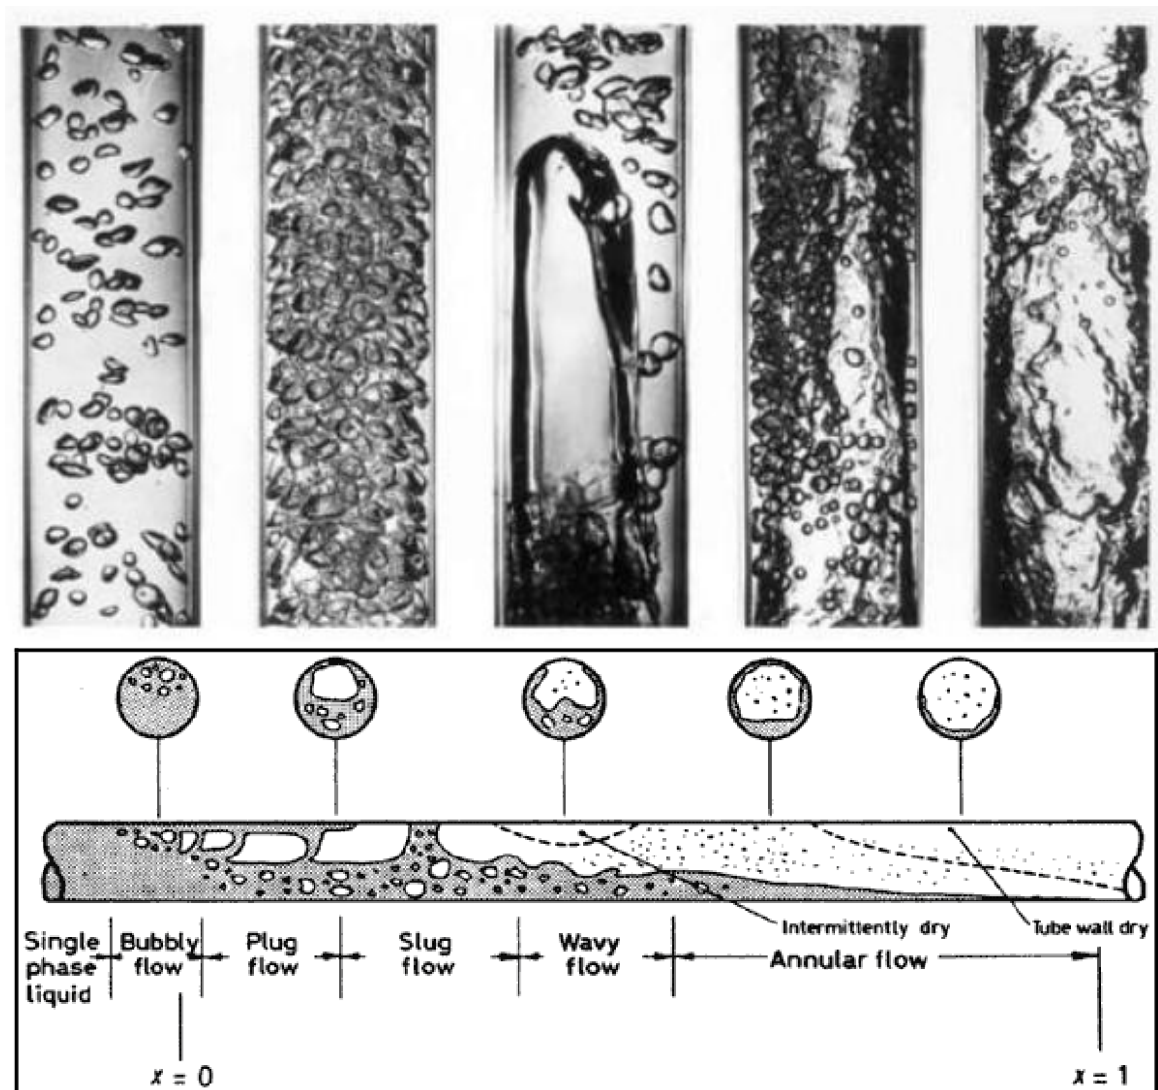 Intermittently dry
Tube wall dry
Single
phase
liquid
Bubbly
flow
Plug
flow
Slug
flow
Wavy
flow
Annular flow
x = 0
x = 1